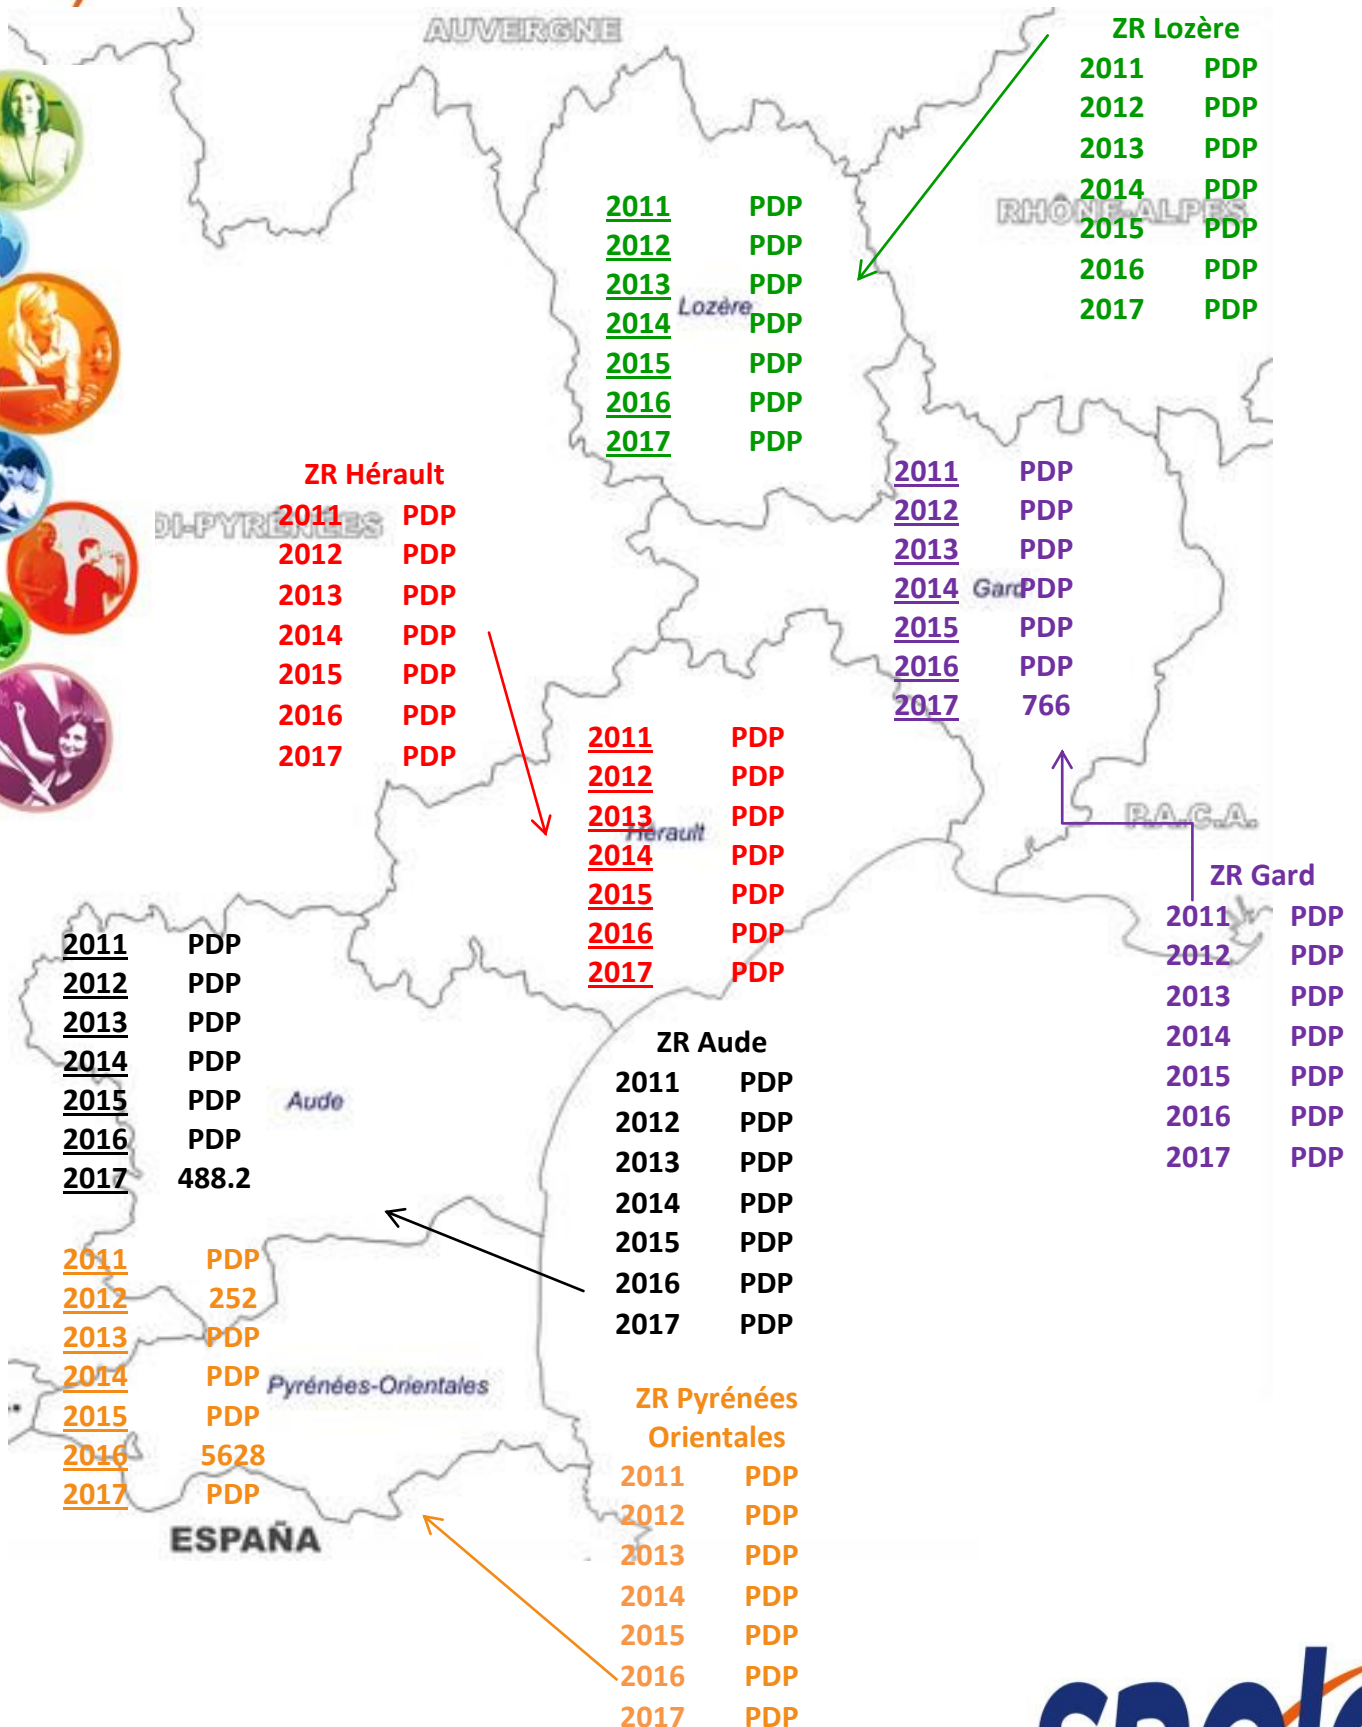 AUVERGNE
ZR Lozère
2011 PDP
2012 PDP
2013 PDP
2014 PDP
2015 PDP
2016 PDP
2017 PDP
RHÔNE-ALPES
2011 PDP
2012 PDP
2013 PDP
2014 PDP
2015 PDP
2016 PDP
2017 PDP
Lozère
ZR Hérault
2011 PDP
2012 PDP
2013 PDP
2014 PDP
2015 PDP
2016 PDP
2017 PDP
DI-PYRÉNÉES
2011 PDP
2012 PDP
2013 PDP
2014 PDP
2015 PDP
2016 PDP
2017 766
Gard
2011 PDP
2012 PDP
2013 PDP
2014 PDP
2015 PDP
2016 PDP
2017 PDP
Hérault
R.A.C.A.
ZR Gard
2011 PDP
2012 PDP
2013 PDP
2014 PDP
2015 PDP
2016 PDP
2017 PDP
2011 PDP
2012 PDP
2013 PDP
2014 PDP
2015 PDP
2016 PDP
2017 488.2
Aude
ZR Aude
2011 PDP
2012 PDP
2013 PDP
2014 PDP
2015 PDP
2016 PDP
2017 PDP
2011 PDP
2012 252
2013 PDP
2014 PDP
2015 PDP
2016 5628
2017 PDP
Pyrénées-Orientales
ESPAÑA
ZR Pyrénées
Orientales
2011 PDP
2012 PDP
2013 PDP
2014 PDP
2015 PDP
2016 PDP
2017 PDP